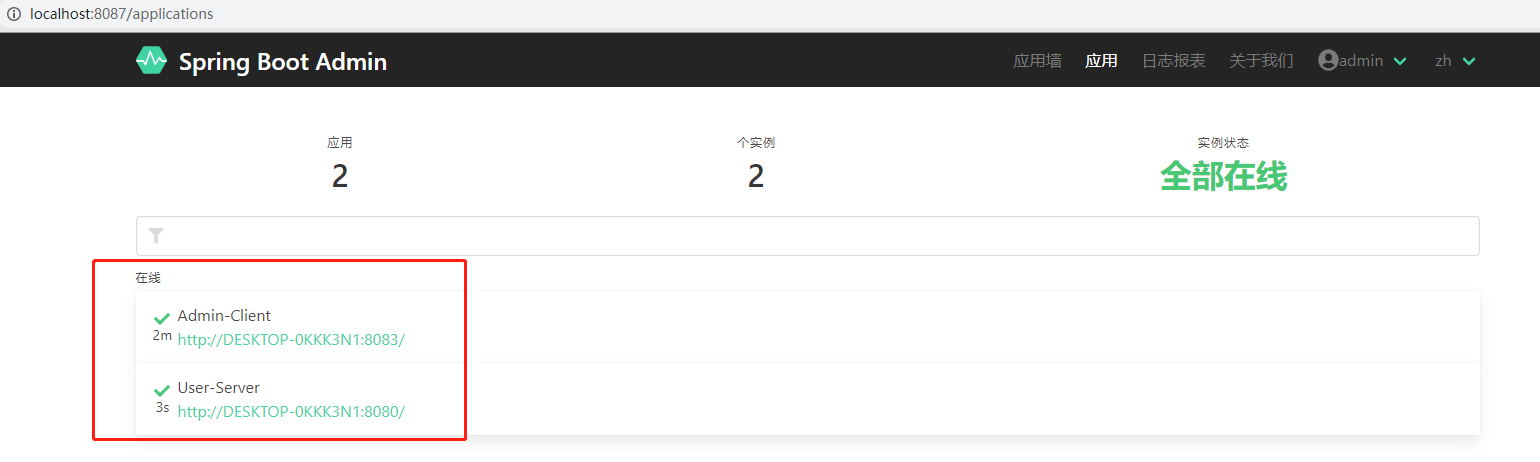 localhost:8087/applications
Spring Boot Admin 应用墙 应用 日志报表 关于我们 admin zh
应用 个实例 实例状态
2 2 全部在线
在线
Admin-Client
2m http://DESKTOP-0KKK3N1:8083/
User-Server
3s http://DESKTOP-0KKK3N1:8080/